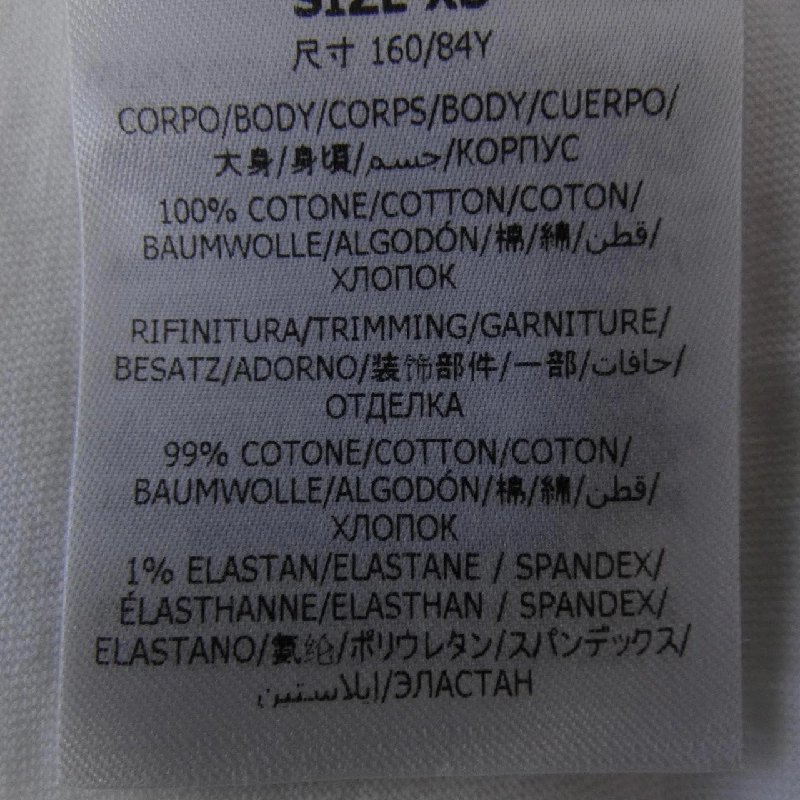 SIZE XS
尺寸 160/84Y
CORPO/BODY/CORPS/BODY/CUERPO/
大身/身頃/جسم/КОРПУС
100% COTONE/COTTON/COTON/
BAUMWOLLE/ALGODÓN/棉/綿/قطن/
ХЛОПОК
RIFINITURA/TRIMMING/GARNITURE/
BESATZ/ADORNO/装饰部件/一部/حافات/
ОТДЕЛКА
99% COTONE/COTTON/COTON/
BAUMWOLLE/ALGODÓN/棉/綿/قطن/
ХЛОПОК
1% ELASTAN/ELASTANE / SPANDEX/
ÉLASTHANNE/ELASTHAN / SPANDEX/
ELASTANO/氨纶/ポリウレタン/スパンデックス/
إيلاستين/ЭЛАСТАН